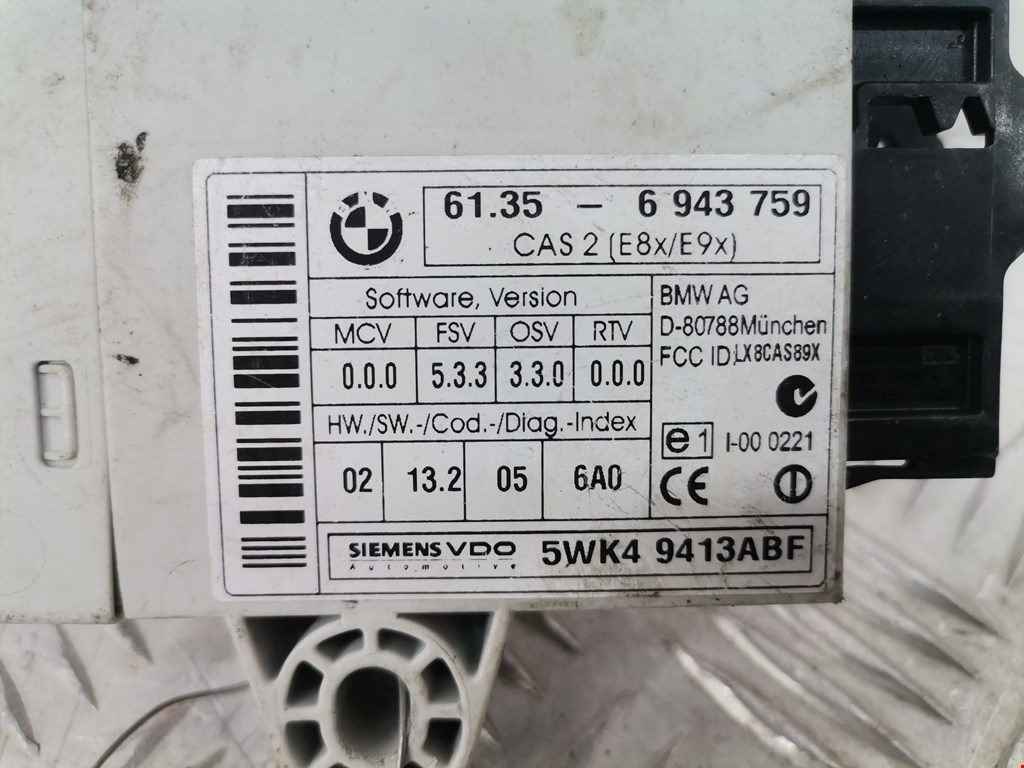 BMW
61.35 – 6 943 759
CAS 2 (E8x/E9x)
Software, Version
MCV FSV OSV RTV
0.0.0 5.3.3 3.3.0 0.0.0
HW./SW.-/Cod.-/Diag.-Index
02 13.2 05 6A0
BMW AG
D-80788München
FCC ID:LX8CAS89X
e1 I-00 0221
CE
SIEMENS VDO
Automotive
5WK4 9413ABF